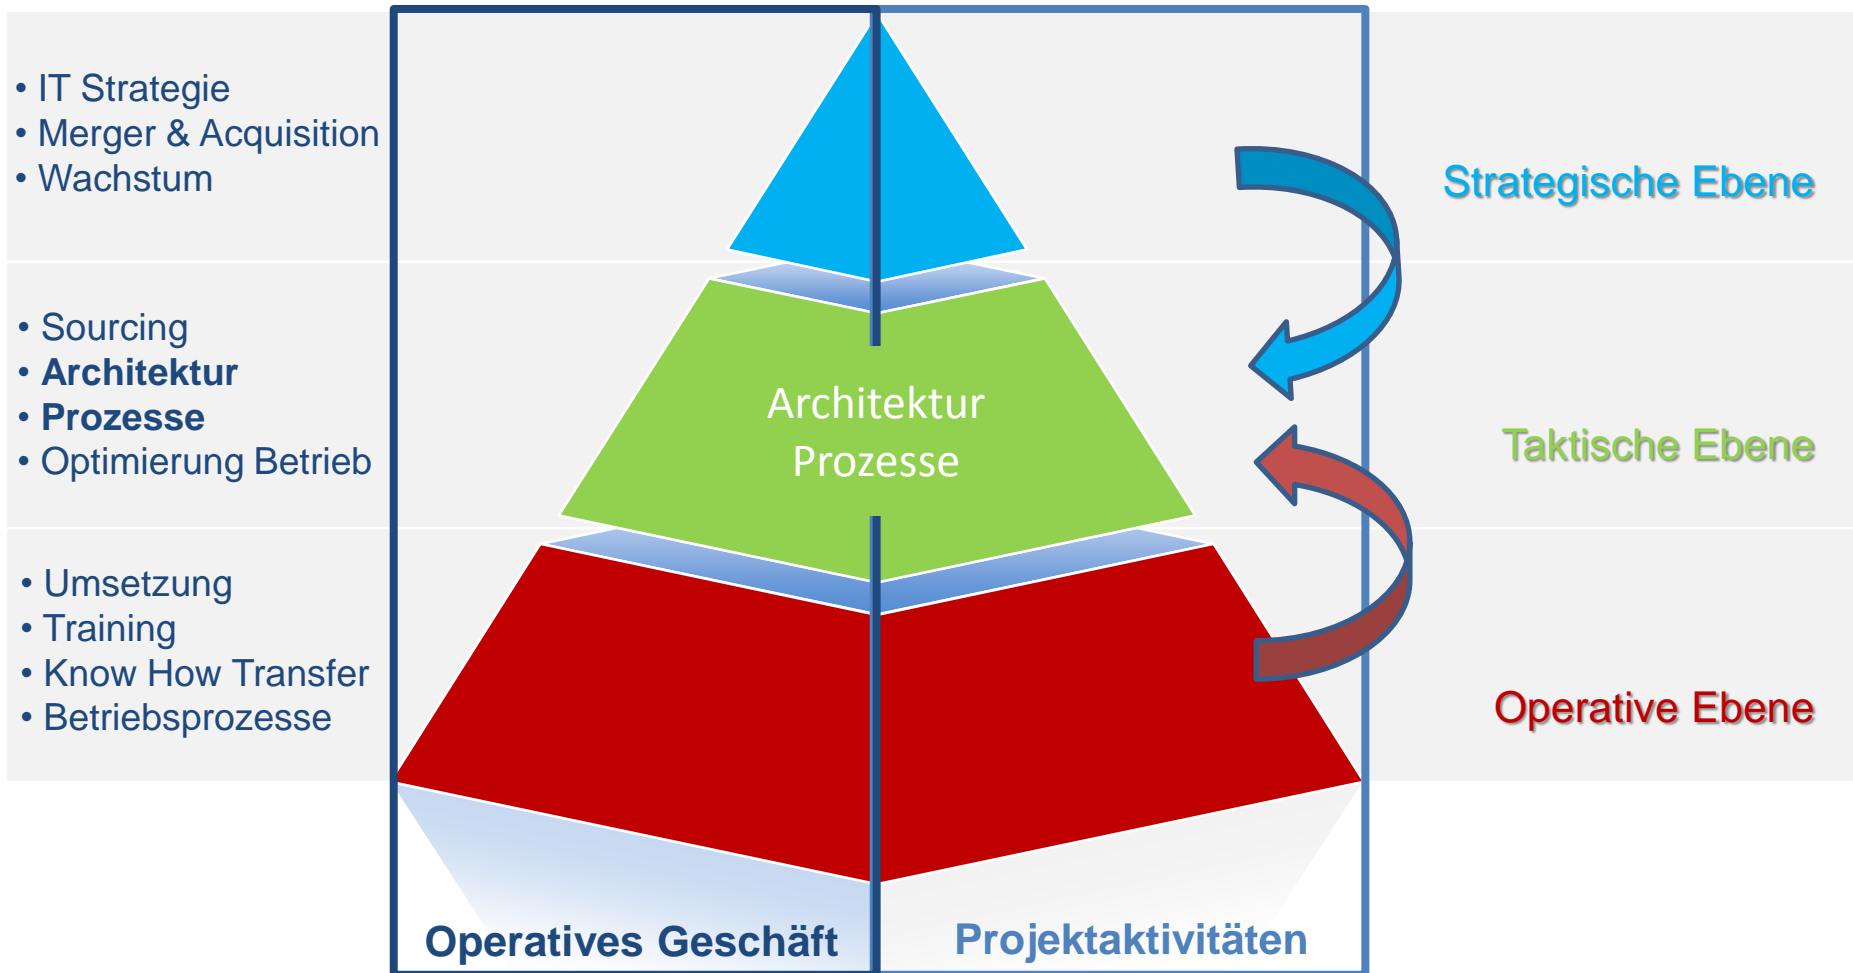 • IT Strategie
• Merger & Acquisition
• Wachstum
Strategische Ebene
• Sourcing
• Architektur
• Prozesse
• Optimierung Betrieb
Architektur
Prozesse
Taktische Ebene
• Umsetzung
• Training
• Know How Transfer
• Betriebsprozesse
Operative Ebene
Operatives Geschäft
Projektaktivitäten